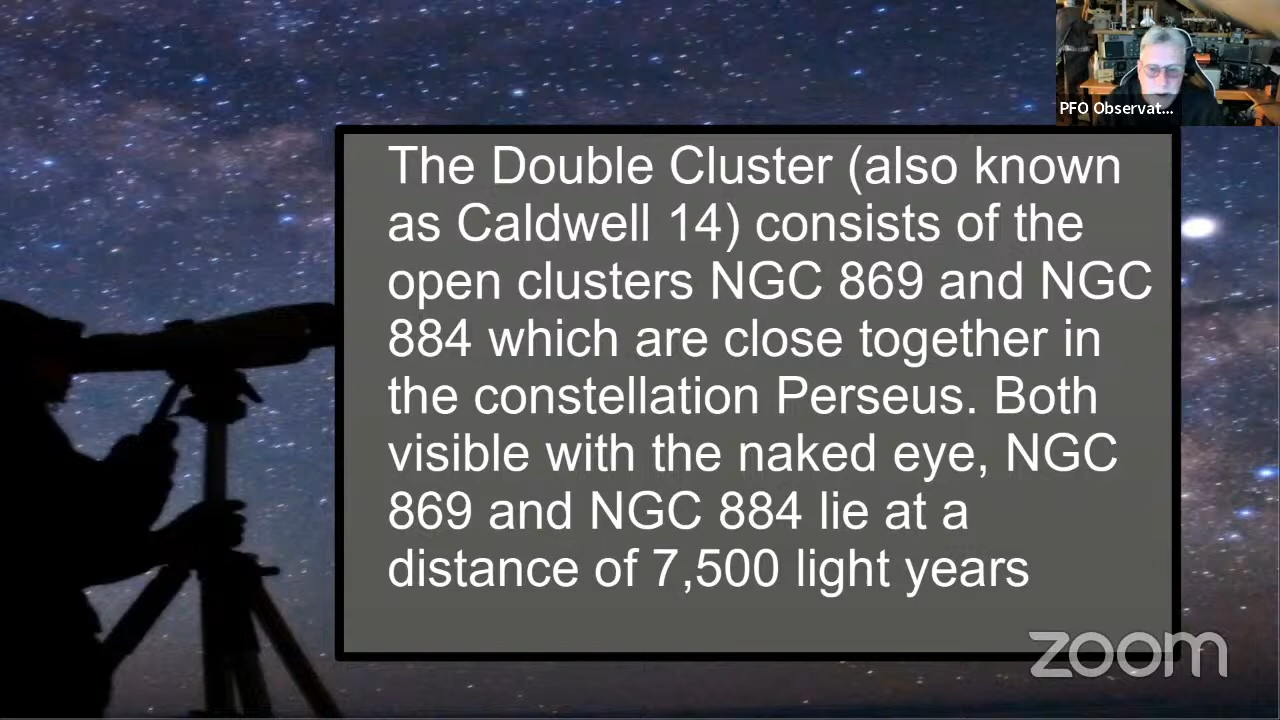 PFO Observat...
The Double Cluster (also known
as Caldwell 14) consists of the
open clusters NGC 869 and NGC
884 which are close together in
the constellation Perseus. Both
visible with the naked eye, NGC
869 and NGC 884 lie at a
distance of 7,500 light years
zoom